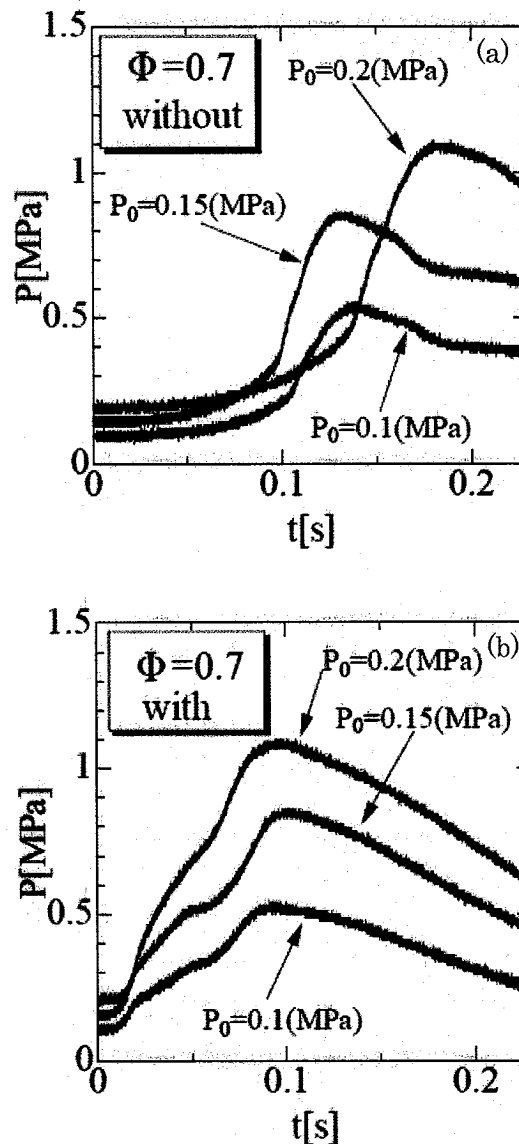 1.5
(a)
Φ=0.7
without
P₀=0.2(MPa)
1
P₀=0.15(MPa)
P[MPa]
0.5
P₀=0.1(MPa)
0
0 0.1 0.2
t[s]
1.5
(b)
Φ=0.7
with
P₀=0.2(MPa)
P₀=0.15(MPa)
1
P[MPa]
0.5
P₀=0.1(MPa)
0
0 0.1 0.2
t[s]